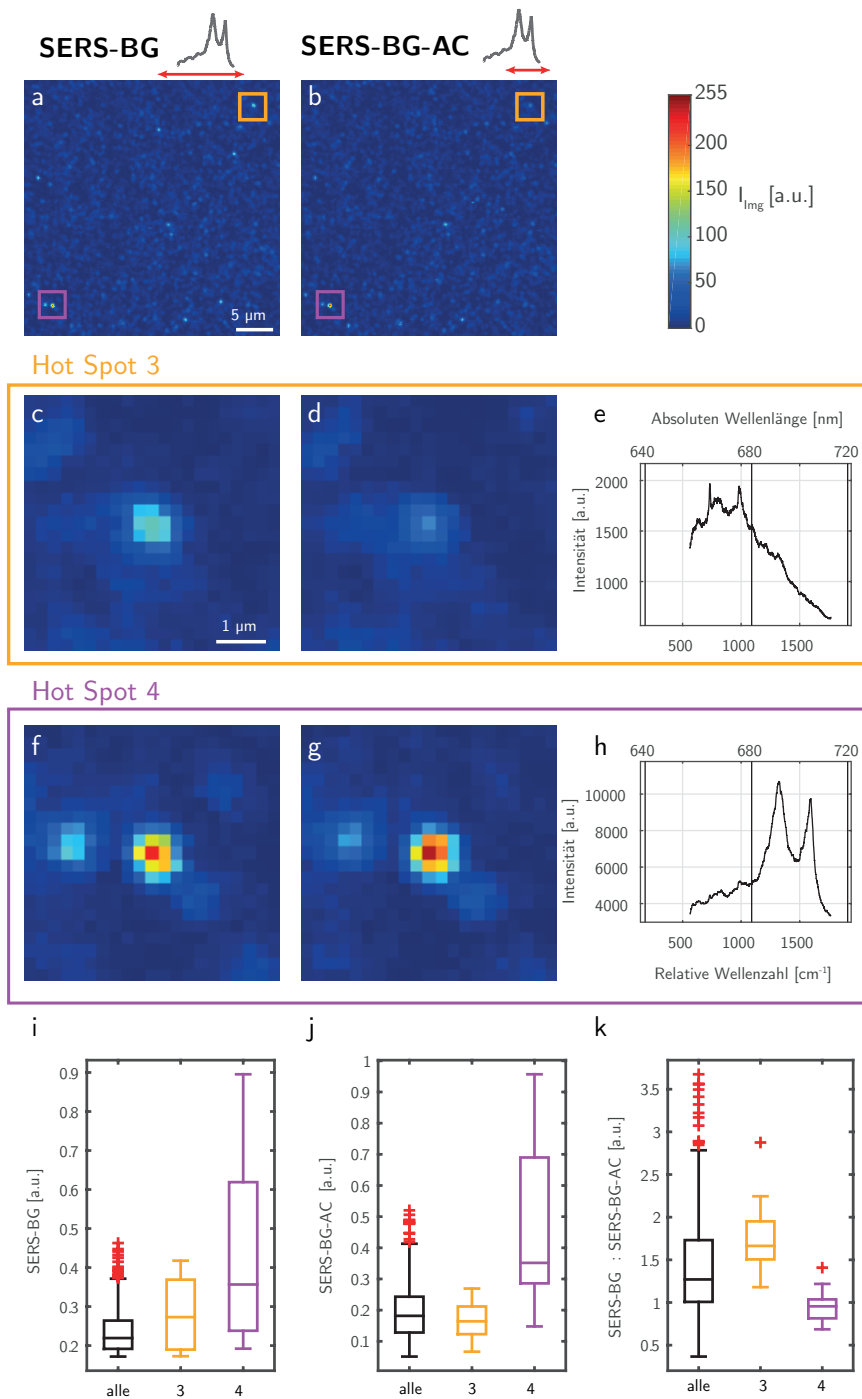 SERS-BG
SERS-BG-AC
a
b
255
200
150
100
50
0
I_Img [a.u.]
5 µm
Hot Spot 3
c
d
e
1 µm
Absoluten Wellenlänge [nm]
640
680
720
2000
1500
1000
Intensität [a.u.]
500
1000
1500
Hot Spot 4
f
g
h
640
680
720
10000
8000
6000
4000
Intensität [a.u.]
500
1000
1500
Relative Wellenzahl [cm⁻¹]
i
j
k
0.9
0.8
0.7
0.6
0.5
0.4
0.3
0.2
SERS-BG [a.u.]
alle
3
4
1
0.9
0.8
0.7
0.6
0.5
0.4
0.3
0.2
0.1
0
SERS-BG-AC [a.u.]
alle
3
4
3.5
3
2.5
2
1.5
1
0.5
SERS-BG : SERS-BG-AC [a.u.]
alle
3
4